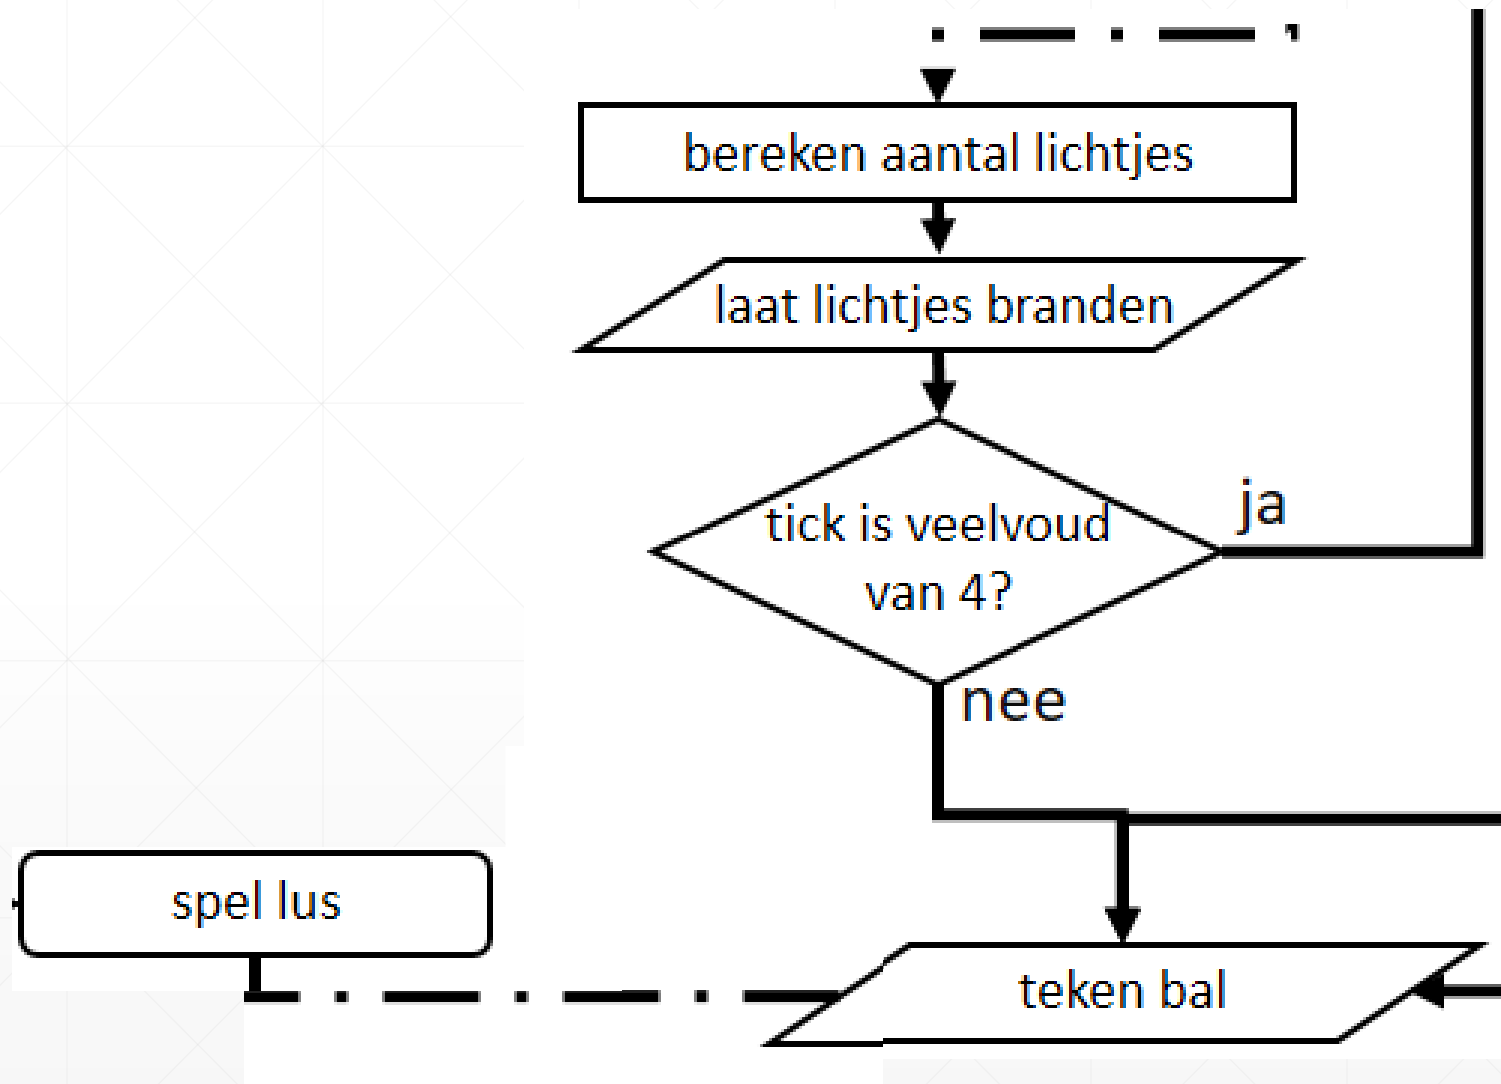 bereken aantal lichtjes
laat lichtjes branden
tick is veelvoud
van 4?
ja
nee
spel lus
teken bal